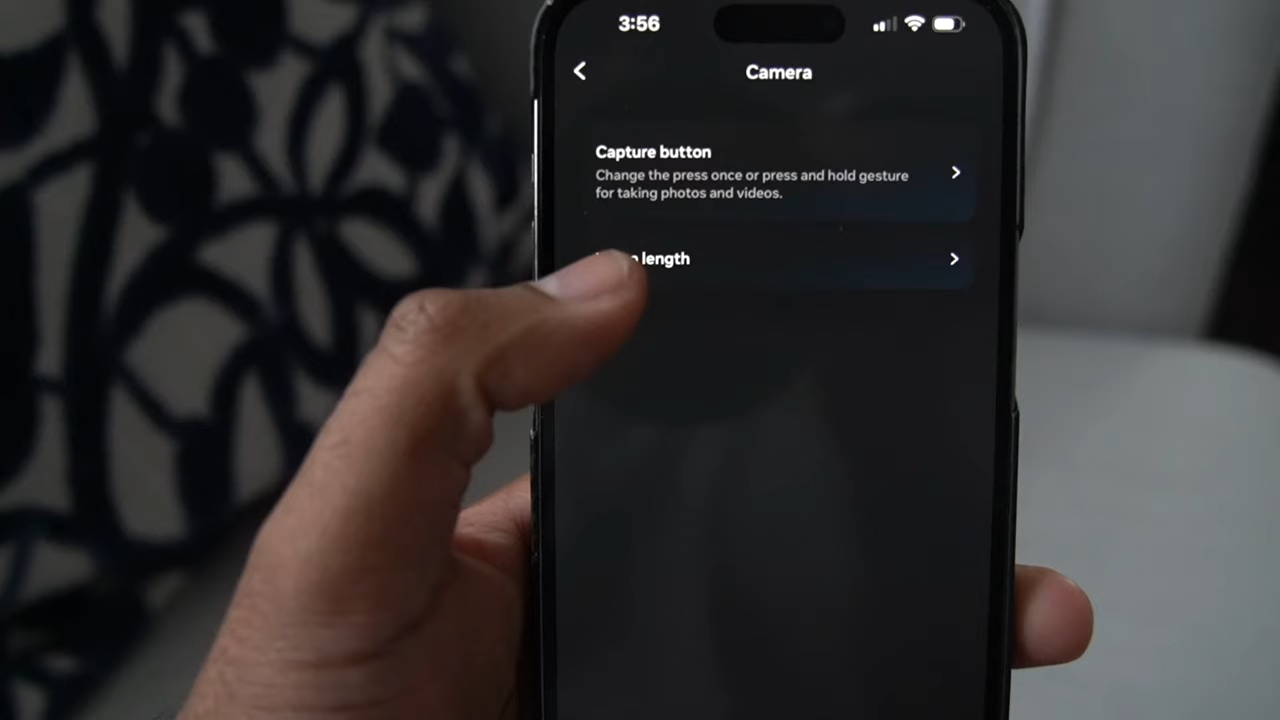 3:56
Camera
Capture button
Change the press once or press and hold gesture
for taking photos and videos.
length